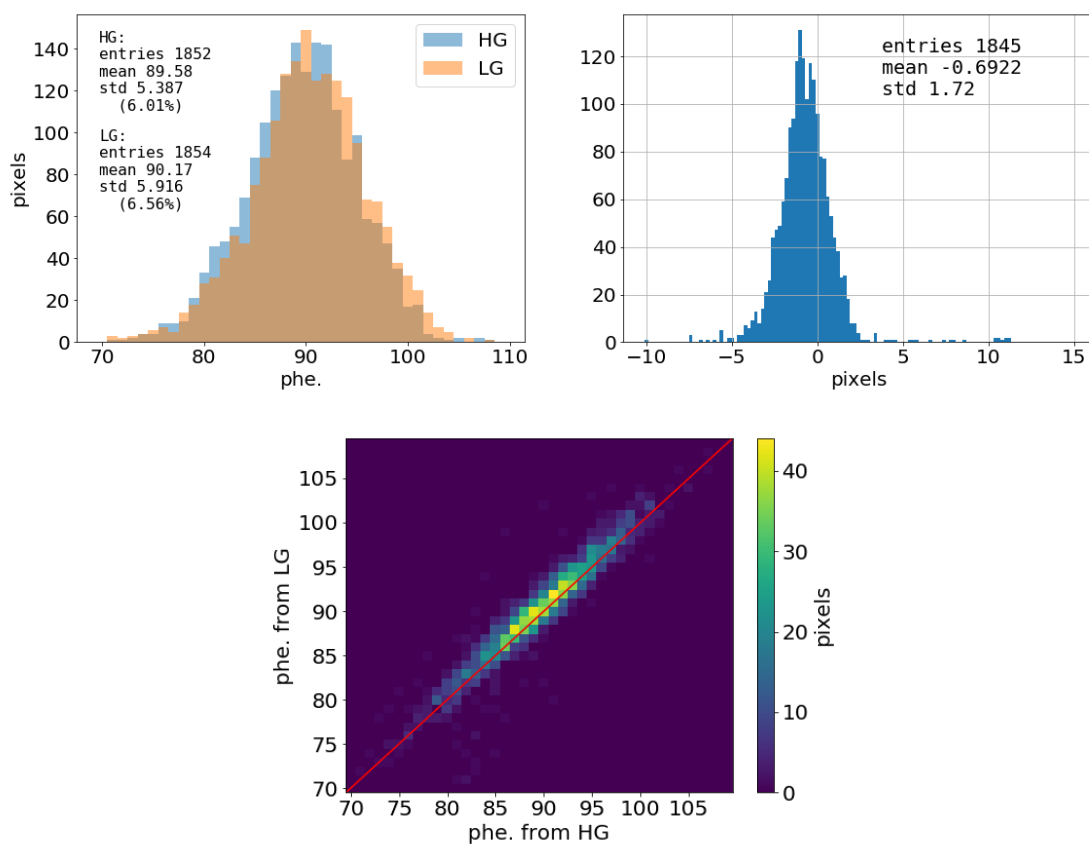 HG:
entries 1852
mean 89.58
std 5.387
(6.01%)
LG:
entries 1854
mean 90.17
std 5.916
(6.56%)
HG
LG
140
120
100
80
60
40
20
0
pixels
70 80 90 100 110
phe.
entries 1845
mean -0.6922
std 1.72
120
100
80
60
40
20
0
−10 −5 0 5 10 15
pixels
105
100
95
90
85
80
75
70
phe. from LG
70 75 80 85 90 95 100 105
phe. from HG
40
30
20
10
0
pixels